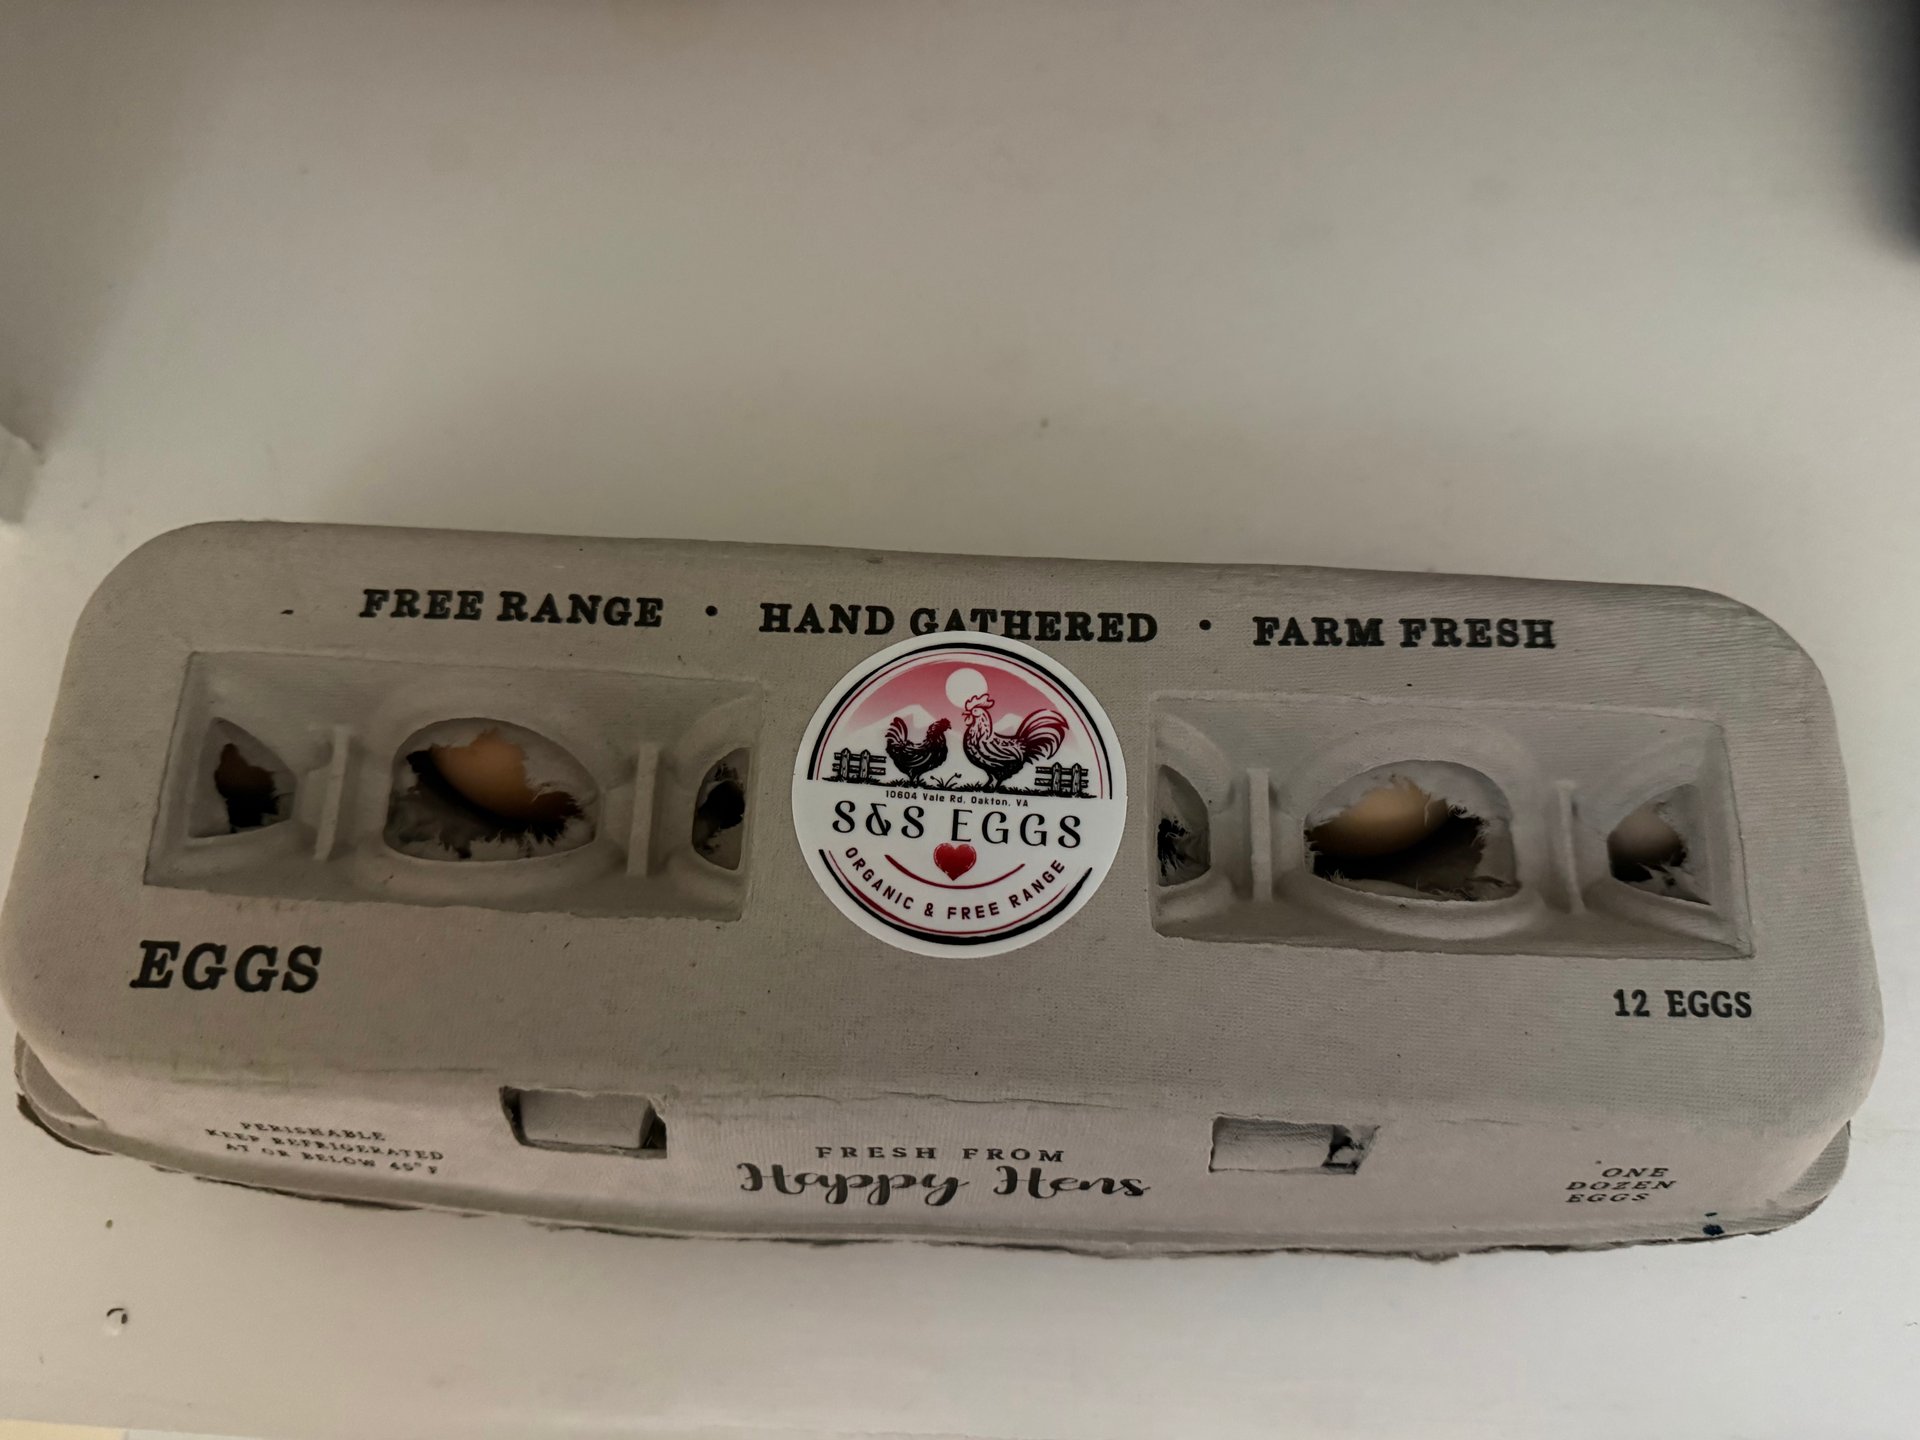 FREE RANGE • HAND GATHERED • FARM FRESH
10604 Vale Rd, Oakton, VA
S&S EGGS
ORGANIC & FREE RANGE
EGGS
12 EGGS
PERISHABLE
KEEP REFRIGERATED
AT OR BELOW 45° F
FRESH FROM
Happy Hens
ONE
DOZEN
EGGS